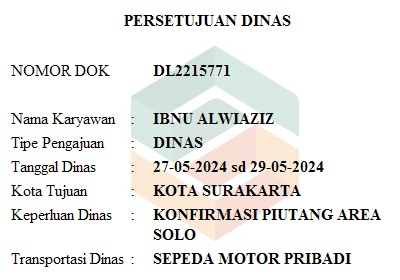 PERSETUJUAN DINAS
NOMOR DOK DL2215771
Nama Karyawan : IBNU ALWIAZIZ
Tipe Pengajuan : DINAS
Tanggal Dinas : 27-05-2024 sd 29-05-2024
Kota Tujuan : KOTA SURAKARTA
Keperluan Dinas : KONFIRMASI PIUTANG AREA
SOLO
Transportasi Dinas : SEPEDA MOTOR PRIBADI